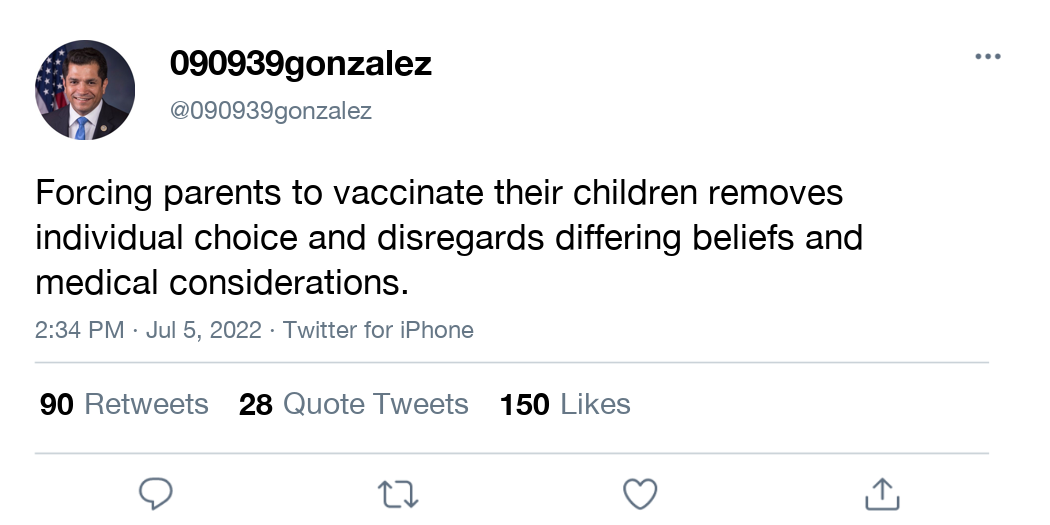 090939gonzalez
@090939gonzalez
Forcing parents to vaccinate their children removes
individual choice and disregards differing beliefs and
medical considerations.
2:34 PM · Jul 5, 2022 · Twitter for iPhone
90 Retweets 28 Quote Tweets 150 Likes